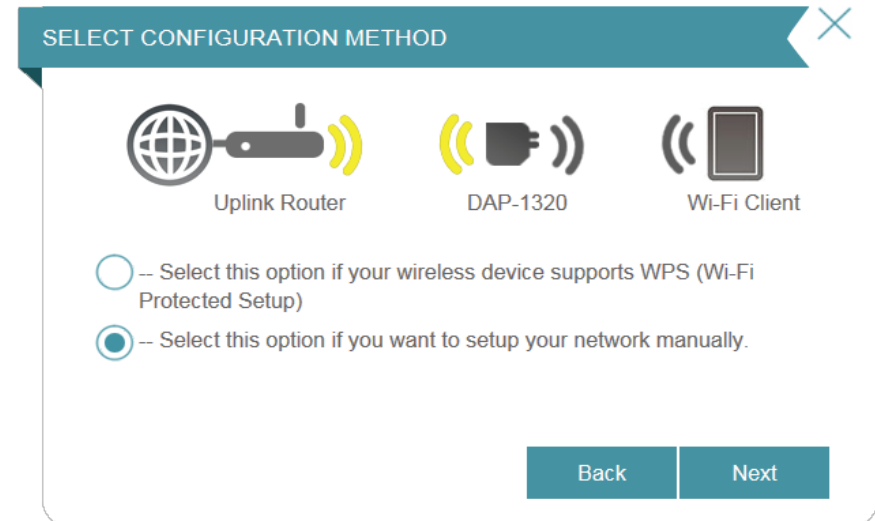 SELECT CONFIGURATION METHOD
Uplink Router
DAP-1320
Wi-Fi Client
-- Select this option if your wireless device supports WPS (Wi-Fi
Protected Setup)
-- Select this option if you want to setup your network manually.
Back
Next